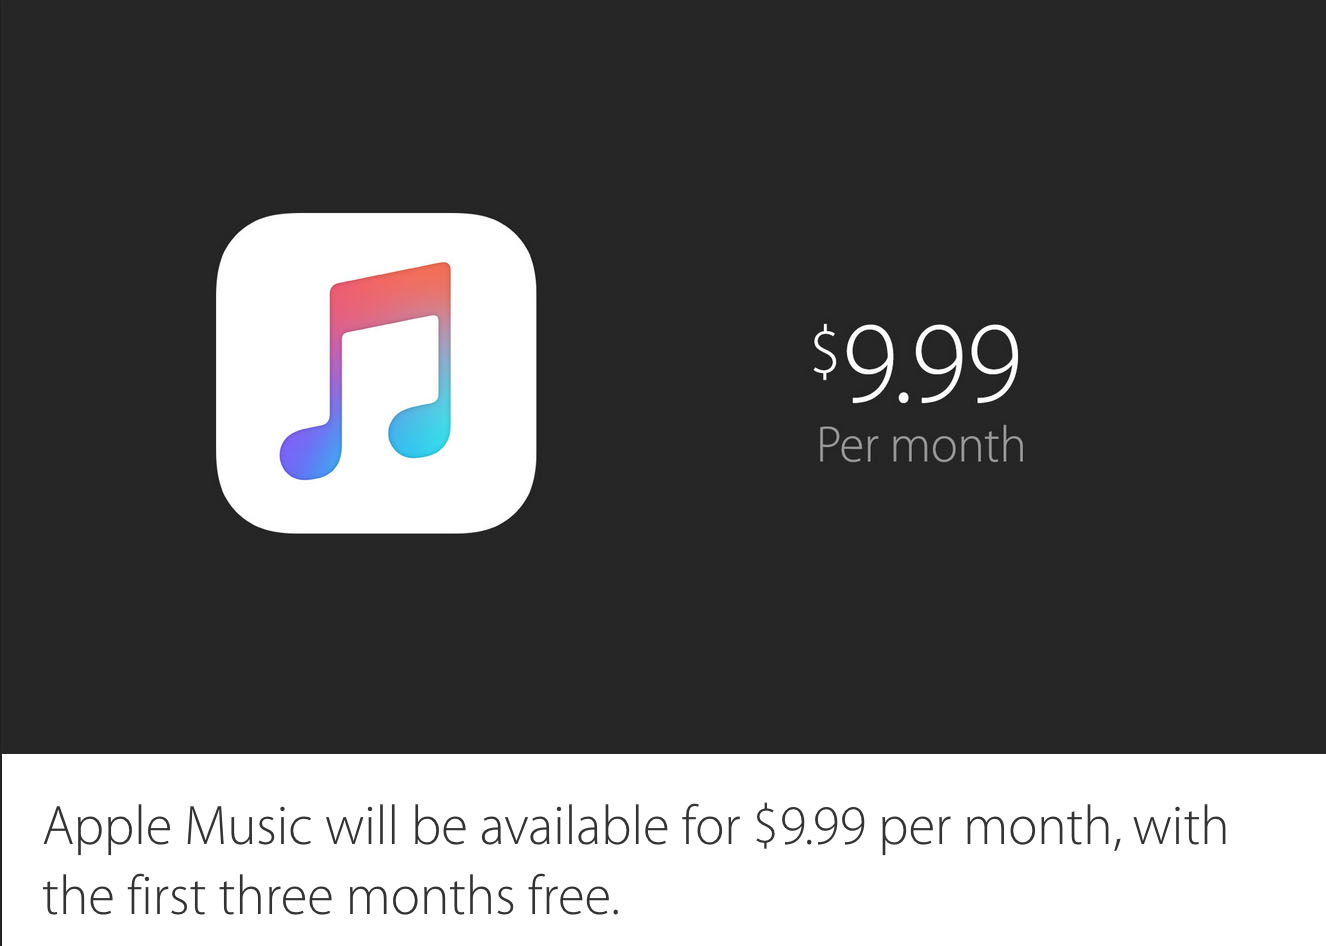 $9.99
Per month
Apple Music will be available for $9.99 per month, with
the first three months free.